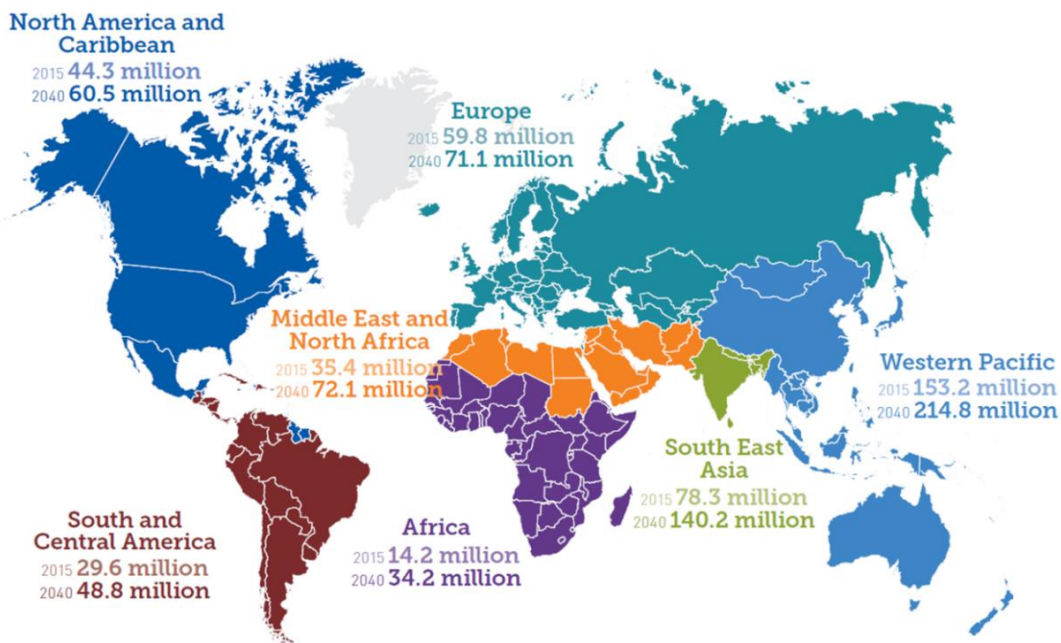 North America and
Caribbean
2015 44.3 million
2040 60.5 million
Europe
2015 59.8 million
2040 71.1 million
Middle East and
North Africa
2015 35.4 million
2040 72.1 million
Western Pacific
2015 153.2 million
2040 214.8 million
South East
Asia
2015 78.3 million
2040 140.2 million
South and
Central America
2015 29.6 million
2040 48.8 million
Africa
2015 14.2 million
2040 34.2 million